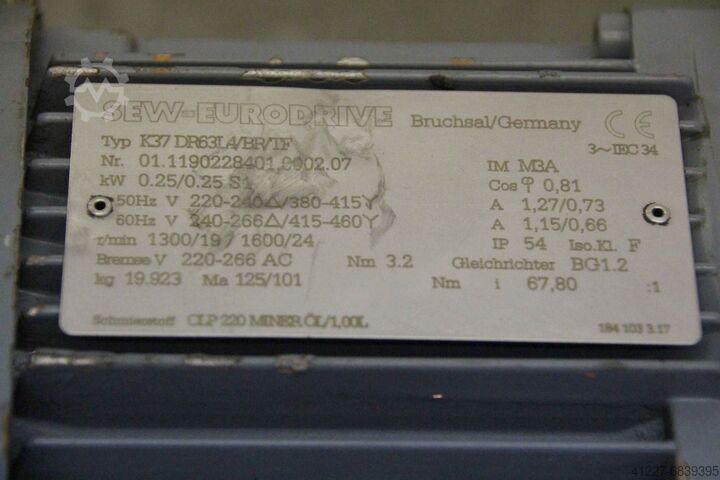 SEW-EURODRIVE Bruchsal/Germany CE
Typ K37 DR63L4/BR/TF 3~IEC 34
Nr. 01.1190228401.0002.07 IM M3A
kW 0.25/0.25 S1 Cos φ 0,81
50Hz V 220-240△/380-415Y A 1,27/0,73
60Hz V 240-266△/415-460Y A 1,15/0,66
r/min 1300/19 / 1600/24 IP 54 Iso.Kl. F
Bremse V 220-266 AC Nm 3.2 Gleichrichter BG1.2
kg 19.923 Ma 125/101 Nm i 67,80 :1
Schmierstoff CLP 220 MINER ÖL/1,00L 184 103 3.17
41227-6839395